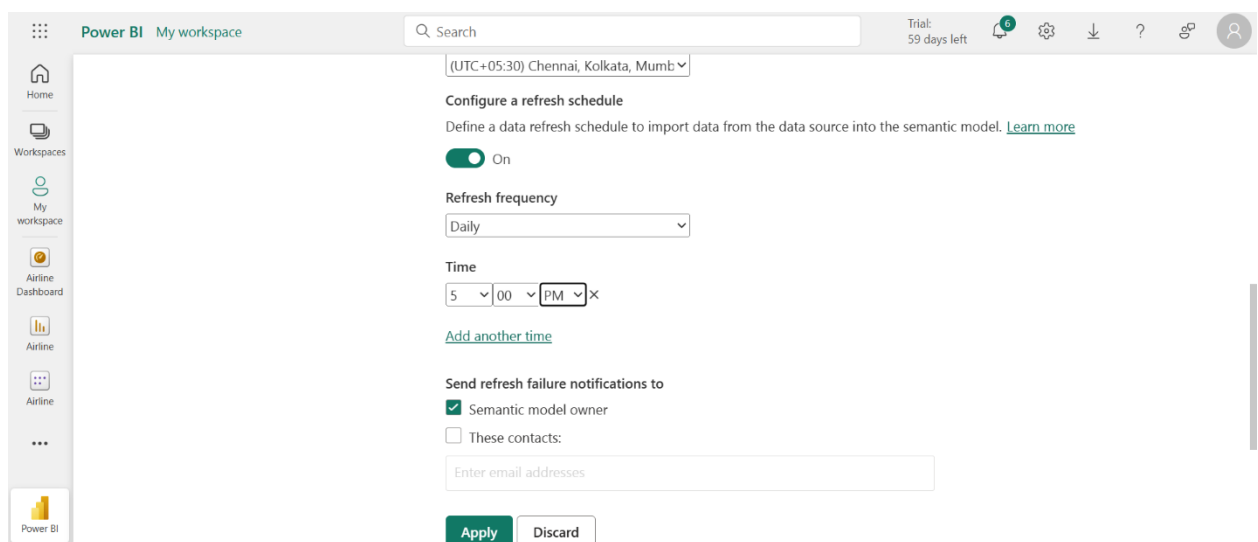 Power BI My workspace
Search
Trial:
59 days left
6
Home
Workspaces
My
workspace
Airline
Dashboard
Airline
Airline
Power BI
(UTC+05:30) Chennai, Kolkata, Mumb
Configure a refresh schedule
Define a data refresh schedule to import data from the data source into the semantic model. Learn more
On
Refresh frequency
Daily
Time
5 00 PM
Add another time
Send refresh failure notifications to
Semantic model owner
These contacts:
Enter email addresses
Apply Discard